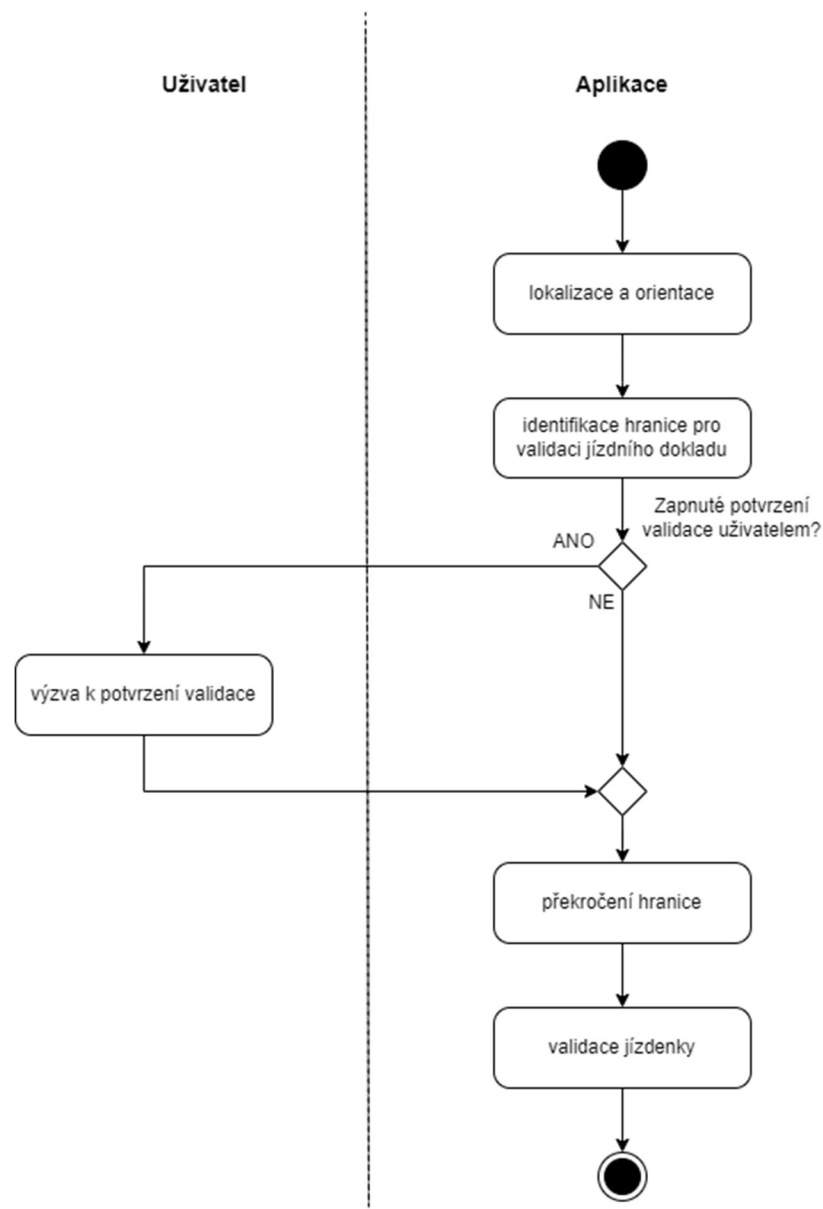 Uživatel
Aplikace
lokalizace a orientace
identifikace hranice pro
validaci jízdního dokladu
Zapnuté potvrzení
validace uživatelem?
ANO
NE
výzva k potvrzení validace
překročení hranice
validace jízdenky